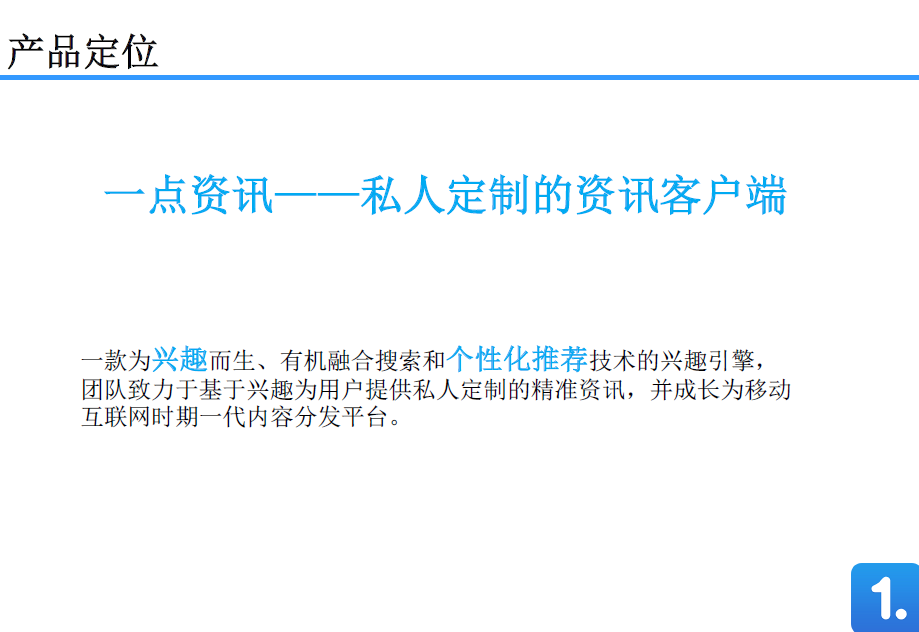 产品定位
一点资讯——私人定制的资讯客户端
一款为兴趣而生、有机融合搜索和个性化推荐技术的兴趣引擎，
团队致力于基于兴趣为用户提供私人定制的精准资讯，并成长为移动
互联网时期一代内容分发平台。
1.